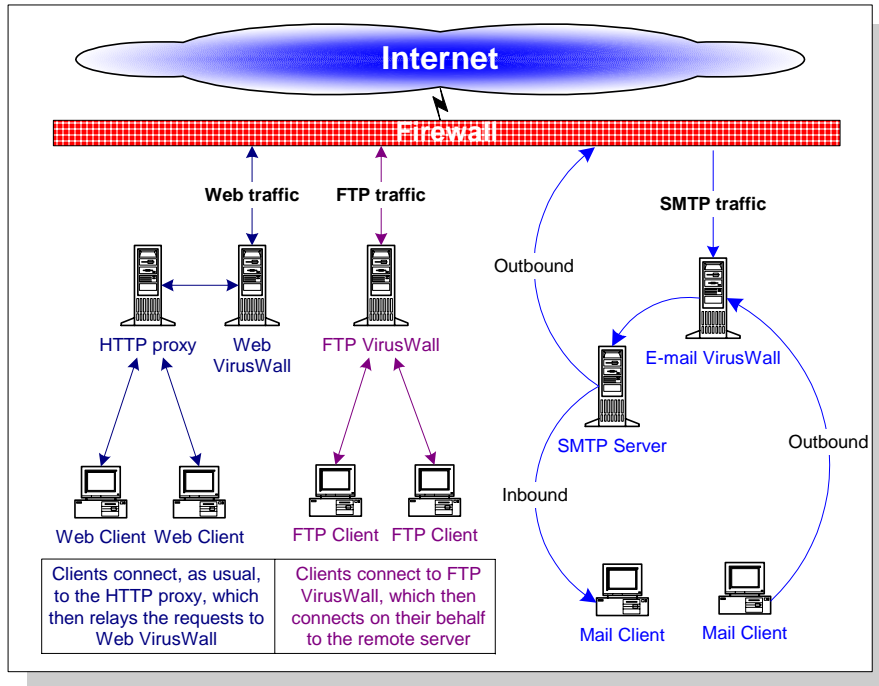 Internet
Firewall
Web traffic
FTP traffic
SMTP traffic
Outbound
HTTP proxy
Web
VirusWall
FTP VirusWall
E-mail VirusWall
SMTP Server
Outbound
Inbound
Web Client
Web Client
FTP Client
FTP Client
Clients connect, as usual,
to the HTTP proxy, which
then relays the requests to
Web VirusWall
Clients connect to FTP
VirusWall, which then
connects on their behalf
to the remote server
Mail Client
Mail Client